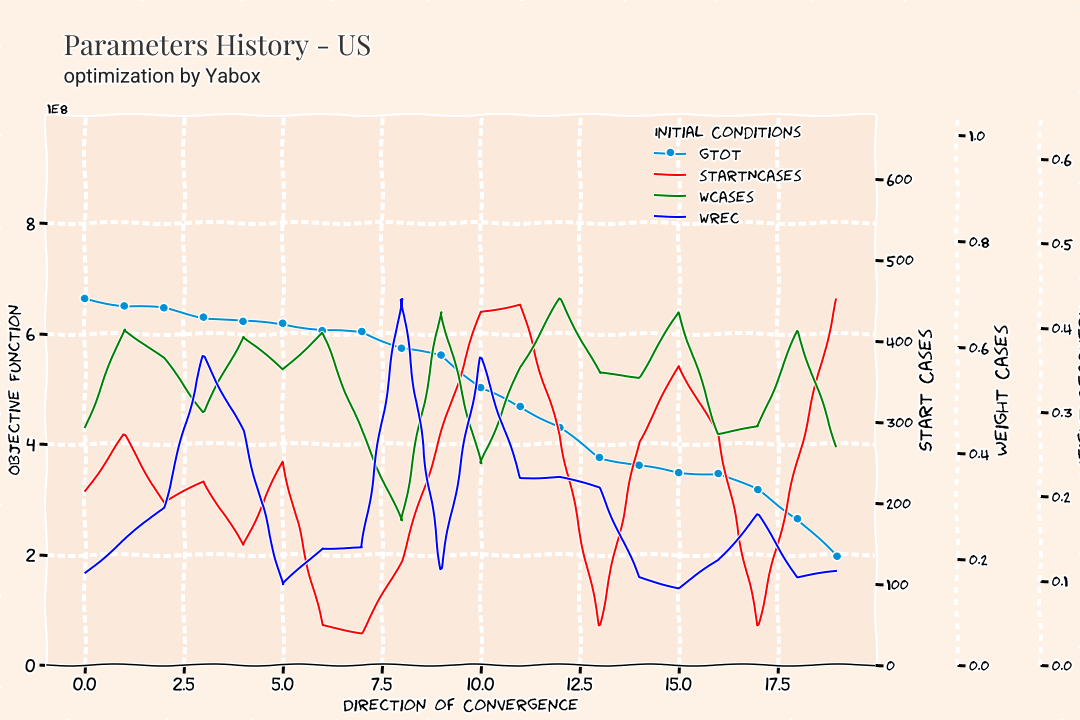 Parameters History - US
optimization by Yabox
1E8
INITIAL CONDITIONS
GTOT
STARTNCASES
WCASES
WREC
OBJECTIVE FUNCTION
8
6
4
2
0
0.0 2.5 5.0 7.5 10.0 12.5 15.0 17.5
DIRECTION OF CONVERGENCE
600
500
400
300
200
100
0
START CASES
1.0
0.8
0.6
0.4
0.2
0.0
WEIGHT CASES
0.6
0.5
0.4
0.3
0.2
0.1
0.0